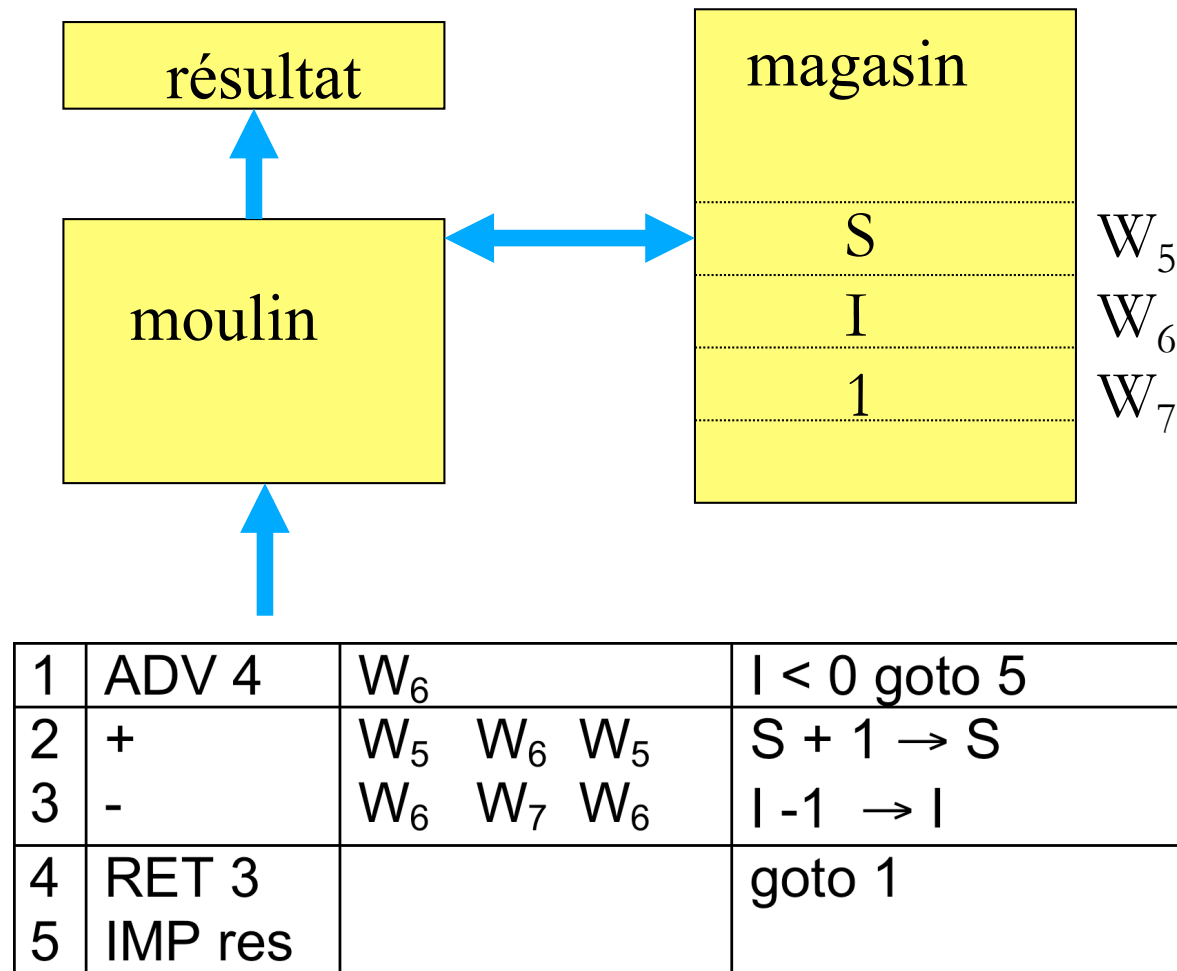 résultat
magasin
S W₅
moulin
I W₆
1 W₇
1 ADV 4 W₆ I < 0 goto 5
2 + W₅ W₆ W₅ S + 1 → S
3 - W₆ W₇ W₆ I -1 → I
4 RET 3 goto 1
5 IMP res